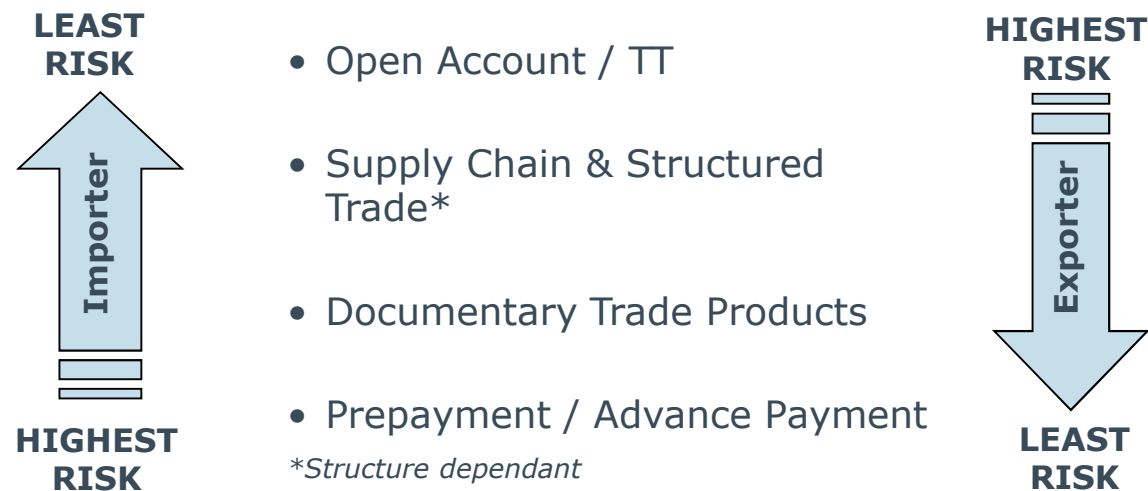 LEAST
RISK
Importer
HIGHEST
RISK
• Open Account / TT
• Supply Chain & Structured
Trade*
• Documentary Trade Products
• Prepayment / Advance Payment
*Structure dependant
HIGHEST
RISK
Exporter
LEAST
RISK